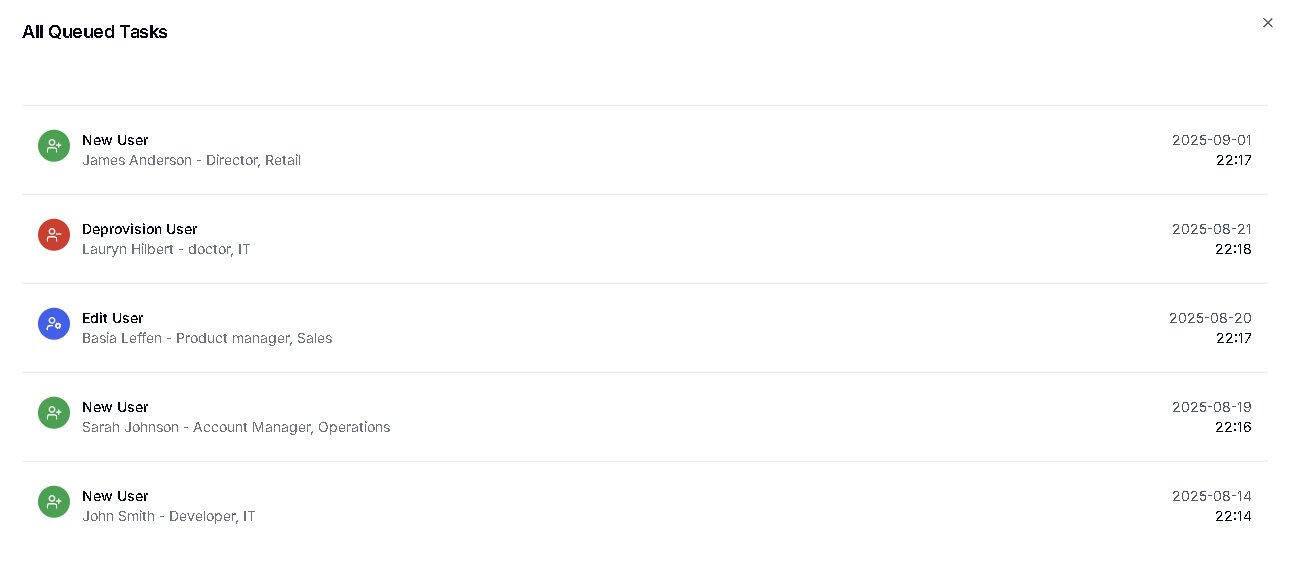 All Queued Tasks
New User
James Anderson - Director, Retail
2025-09-01
22:17
Deprovision User
Lauryn Hilbert - doctor, IT
2025-08-21
22:18
Edit User
Basia Leffen - Product manager, Sales
2025-08-20
22:17
New User
Sarah Johnson - Account Manager, Operations
2025-08-19
22:16
New User
John Smith - Developer, IT
2025-08-14
22:14